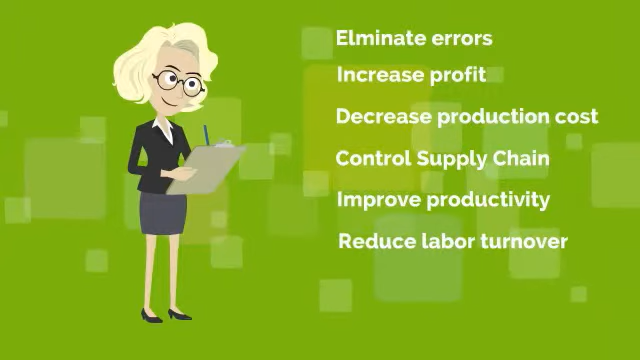 Elminate errors
Increase profit
Decrease production cost
Control Supply Chain
Improve productivity
Reduce labor turnover